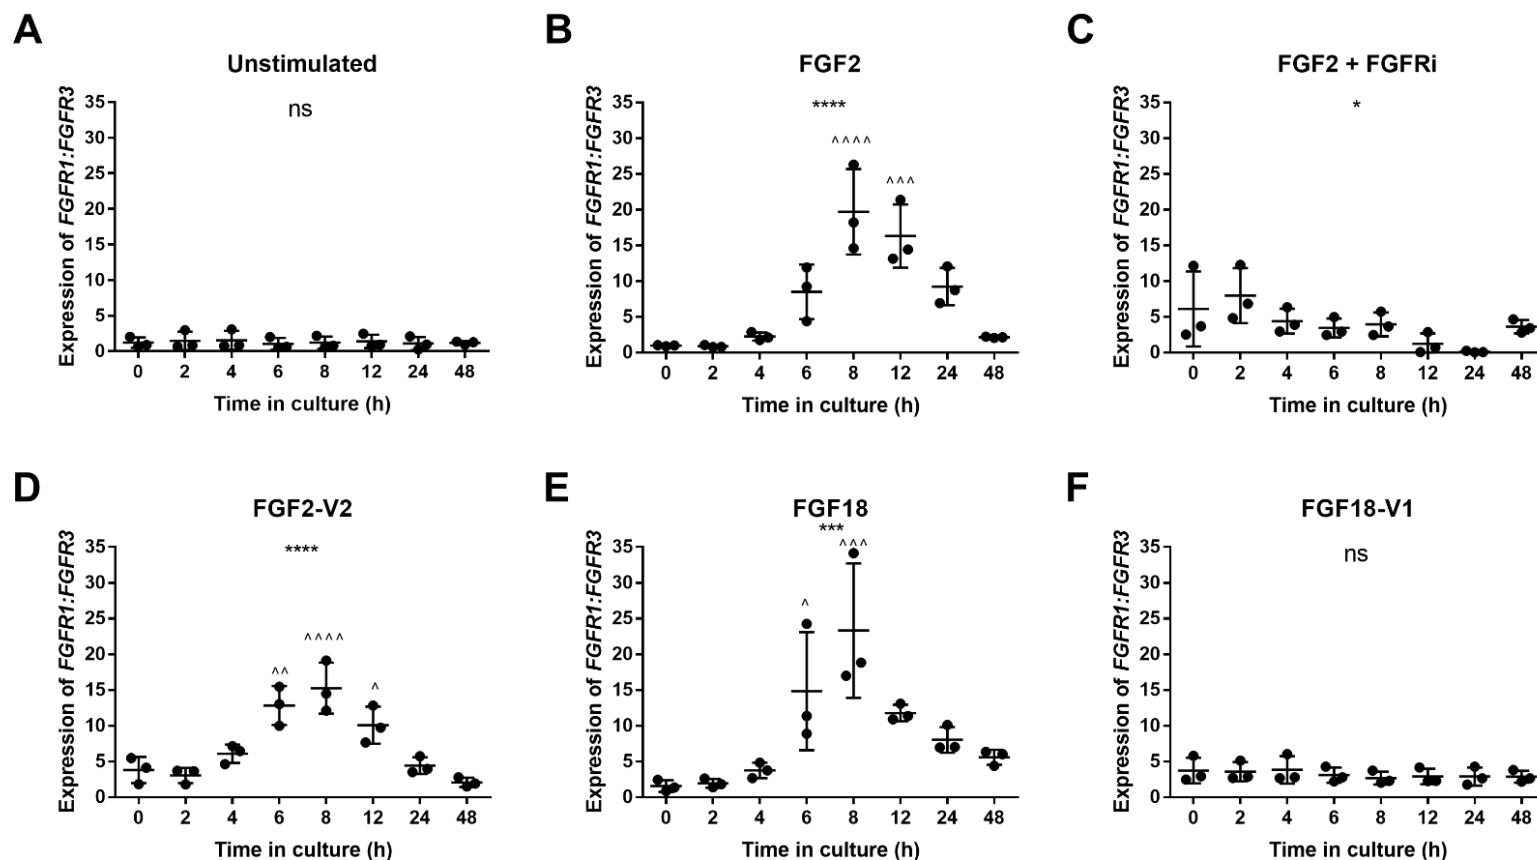 A
Unstimulated
ns
Expression of FGFR1:FGFR3
35
30
25
20
15
10
5
0
0 2 4 6 8 12 24 48
Time in culture (h)
B
FGF2
****
^^^^
^^^
Expression of FGFR1:FGFR3
35
30
25
20
15
10
5
0
0 2 4 6 8 12 24 48
Time in culture (h)
C
FGF2 + FGFRi
*
Expression of FGFR1:FGFR3
35
30
25
20
15
10
5
0
0 2 4 6 8 12 24 48
Time in culture (h)
D
FGF2-V2
****
^^
^^^^
^
Expression of FGFR1:FGFR3
35
30
25
20
15
10
5
0
0 2 4 6 8 12 24 48
Time in culture (h)
E
FGF18
***
^^^
^
Expression of FGFR1:FGFR3
35
30
25
20
15
10
5
0
0 2 4 6 8 12 24 48
Time in culture (h)
F
FGF18-V1
ns
Expression of FGFR1:FGFR3
35
30
25
20
15
10
5
0
0 2 4 6 8 12 24 48
Time in culture (h)